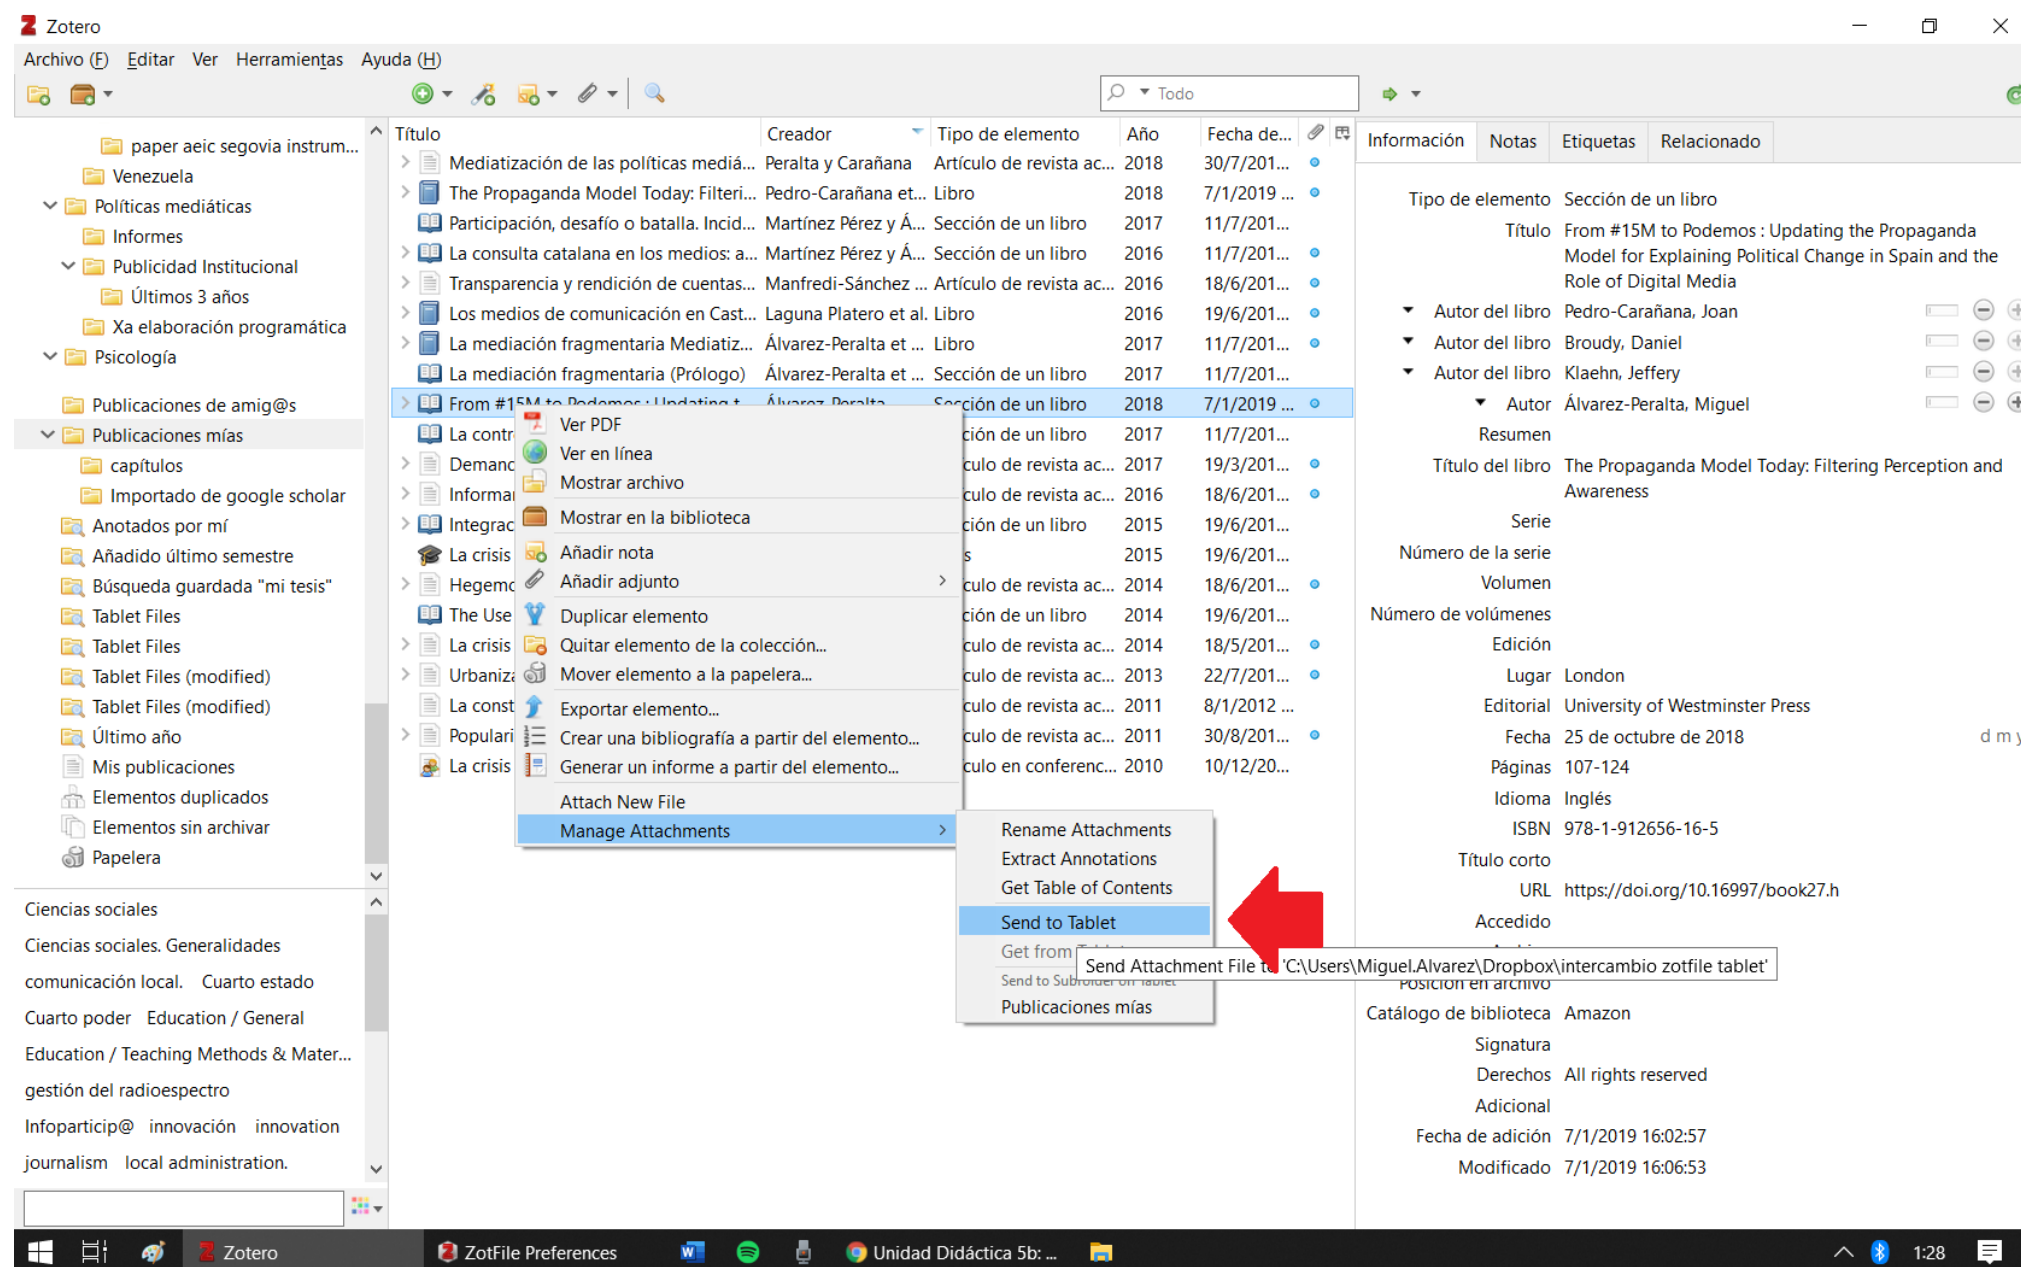 Zotero
Archivo (F) Editar Ver Herramientas Ayuda (H)
Todo
paper aeic segovia instrum...
Venezuela
Políticas mediáticas
Informes
Publicidad Institucional
Últimos 3 años
Xa elaboración programática
Psicología
Publicaciones de amig@s
Publicaciones mías
capítulos
Importado de google scholar
Anotados por mí
Añadido último semestre
Búsqueda guardada "mi tesis"
Tablet Files
Tablet Files
Tablet Files (modified)
Tablet Files (modified)
Último año
Mis publicaciones
Elementos duplicados
Elementos sin archivar
Papelera
Ciencias sociales
Ciencias sociales. Generalidades
comunicación local. Cuarto estado
Cuarto poder Education / General
Education / Teaching Methods & Mater...
gestión del radioespectro
Infoparticip@ innovación innovation
journalism local administration.
Título Creador Tipo de elemento Año Fecha de...
Mediatización de las políticas mediá... Peralta y Carañana Artículo de revista ac... 2018 30/7/201...
The Propaganda Model Today: Filteri... Pedro-Carañana et... Libro 2018 7/1/2019 ...
Participación, desafío o batalla. Incid... Martínez Pérez y Á... Sección de un libro 2017 11/7/201...
La consulta catalana en los medios: a... Martínez Pérez y Á... Sección de un libro 2016 11/7/201...
Transparencia y rendición de cuentas... Manfredi-Sánchez ... Artículo de revista ac... 2016 18/6/201...
Los medios de comunicación en Cast... Laguna Platero et al. Libro 2016 19/6/201...
La mediación fragmentaria Mediatiz... Álvarez-Peralta et ... Libro 2017 11/7/201...
La mediación fragmentaria (Prólogo) Álvarez-Peralta et ... Sección de un libro 2017 11/7/201...
From #15M to Podemos : Updating t... Álvarez-Peralta Sección de un libro 2018 7/1/2019 ...
La contr ción de un libro 2017 11/7/201...
Demanc culo de revista ac... 2017 19/3/201...
Informa culo de revista ac... 2016 18/6/201...
Integrac ción de un libro 2015 19/6/201...
La crisis s 2015 19/6/201...
Hegemo culo de revista ac... 2014 18/6/201...
The Use ción de un libro 2014 19/6/201...
La crisis culo de revista ac... 2014 18/5/201...
Urbaniza culo de revista ac... 2013 22/7/201...
La const culo de revista ac... 2011 8/1/2012 ...
Populari culo de revista ac... 2011 30/8/201...
La crisis culo en conferenc... 2010 10/12/20...
Ver PDF
Ver en línea
Mostrar archivo
Mostrar en la biblioteca
Añadir nota
Añadir adjunto
Duplicar elemento
Quitar elemento de la colección...
Mover elemento a la papelera...
Exportar elemento...
Crear una bibliografía a partir del elemento...
Generar un informe a partir del elemento...
Attach New File
Manage Attachments
Rename Attachments
Extract Annotations
Get Table of Contents
Send to Tablet
Get from
Send Attachment File to 'C:\Users\Miguel.Alvarez\Dropbox\intercambio zotfile tablet'
Send to Subfolder on Tablet
Publicaciones mías
Información Notas Etiquetas Relacionado
Tipo de elemento Sección de un libro
Título From #15M to Podemos : Updating the Propaganda
Model for Explaining Political Change in Spain and the
Role of Digital Media
Autor del libro Pedro-Carañana, Joan
Autor del libro Broudy, Daniel
Autor del libro Klaehn, Jeffery
Autor Álvarez-Peralta, Miguel
Resumen
Título del libro The Propaganda Model Today: Filtering Perception and
Awareness
Serie
Número de la serie
Volumen
Número de volúmenes
Edición
Lugar London
Editorial University of Westminster Press
Fecha 25 de octubre de 2018 d m y
Páginas 107-124
Idioma Inglés
ISBN 978-1-912656-16-5
Título corto
URL https://doi.org/10.16997/book27.h
Accedido
Posición en archivo
Catálogo de biblioteca Amazon
Signatura
Derechos All rights reserved
Adicional
Fecha de adición 7/1/2019 16:02:57
Modificado 7/1/2019 16:06:53
Zotero ZotFile Preferences Unidad Didáctica 5b: ... 1:28